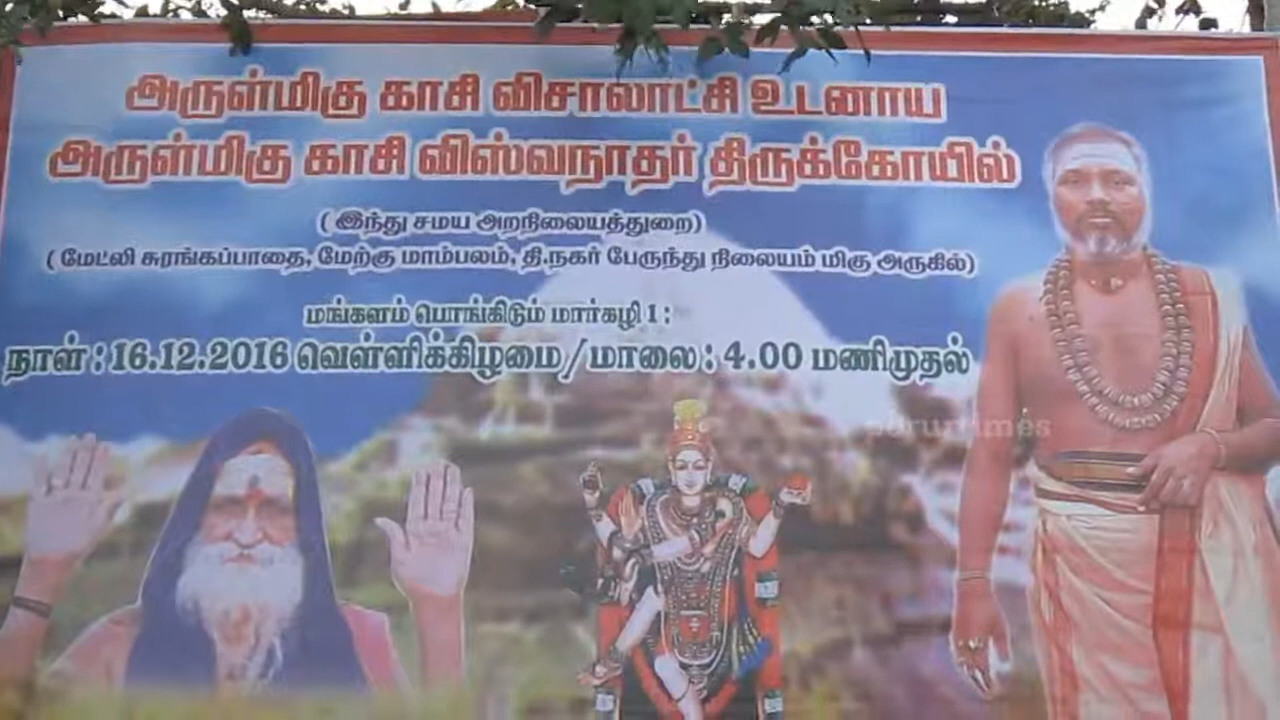 அருள்மிகு காசி விசாலாட்சி உடனாய
அருள்மிகு காசி விஸ்வநாதர் திருக்கோயில்
( இந்து சமய அறநிலையத்துறை)
( மேட்லி சுரங்கப்பாதை, மேற்கு மாம்பலம், தி.நகர் பேருந்து நிலையம் மிகு அருகில்)
மங்களம் பொங்கிடும் மார்கழி 1 :
நாள் : 16.12.2016 வெள்ளிக்கிழமை / மாலை : 4.00 மணிமுதல்